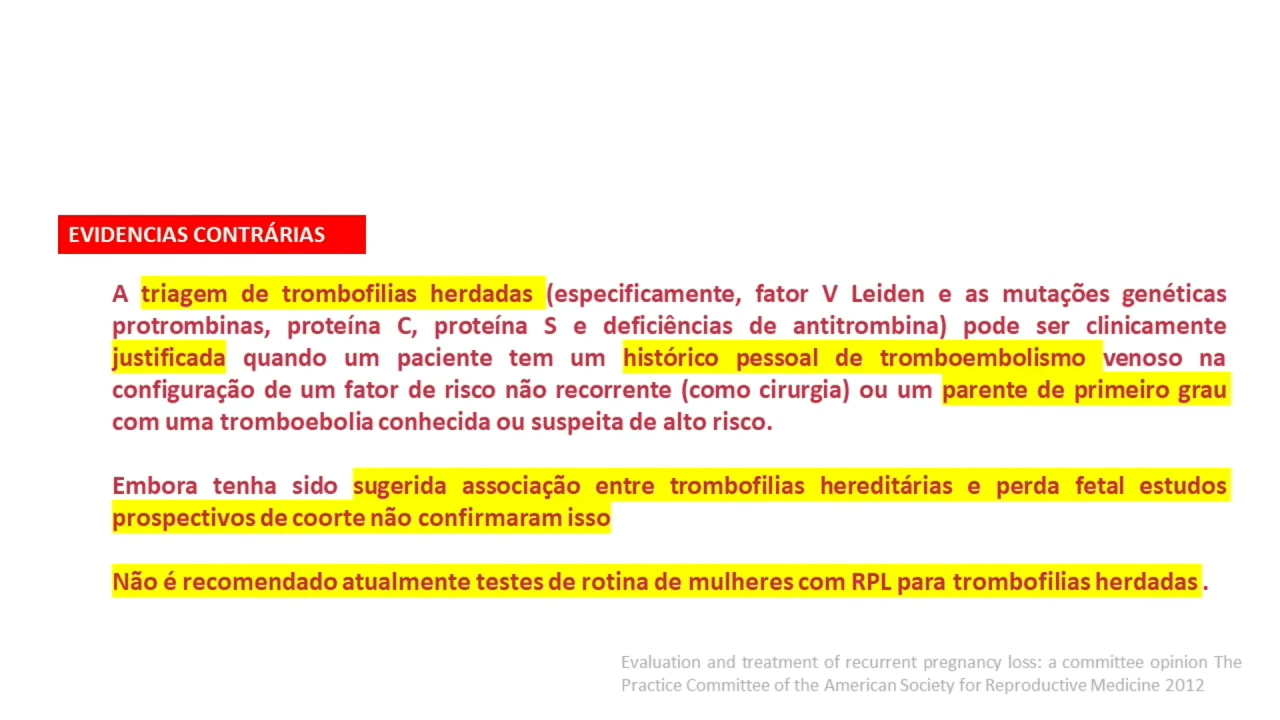 EVIDENCIAS CONTRÁRIAS
A triagem de trombofilias herdadas (especificamente, fator V Leiden e as mutações genéticas
protrombinas, proteína C, proteína S e deficiências de antitrombina) pode ser clinicamente
justificada quando um paciente tem um histórico pessoal de tromboembolismo venoso na
configuração de um fator de risco não recorrente (como cirurgia) ou um parente de primeiro grau
com uma tromboebolia conhecida ou suspeita de alto risco.
Embora tenha sido sugerida associação entre trombofilias hereditárias e perda fetal estudos
prospectivos de coorte não confirmaram isso
Não é recomendado atualmente testes de rotina de mulheres com RPL para trombofilias herdadas .
Evaluation and treatment of recurrent pregnancy loss: a committee opinion The
Practice Committee of the American Society for Reproductive Medicine 2012